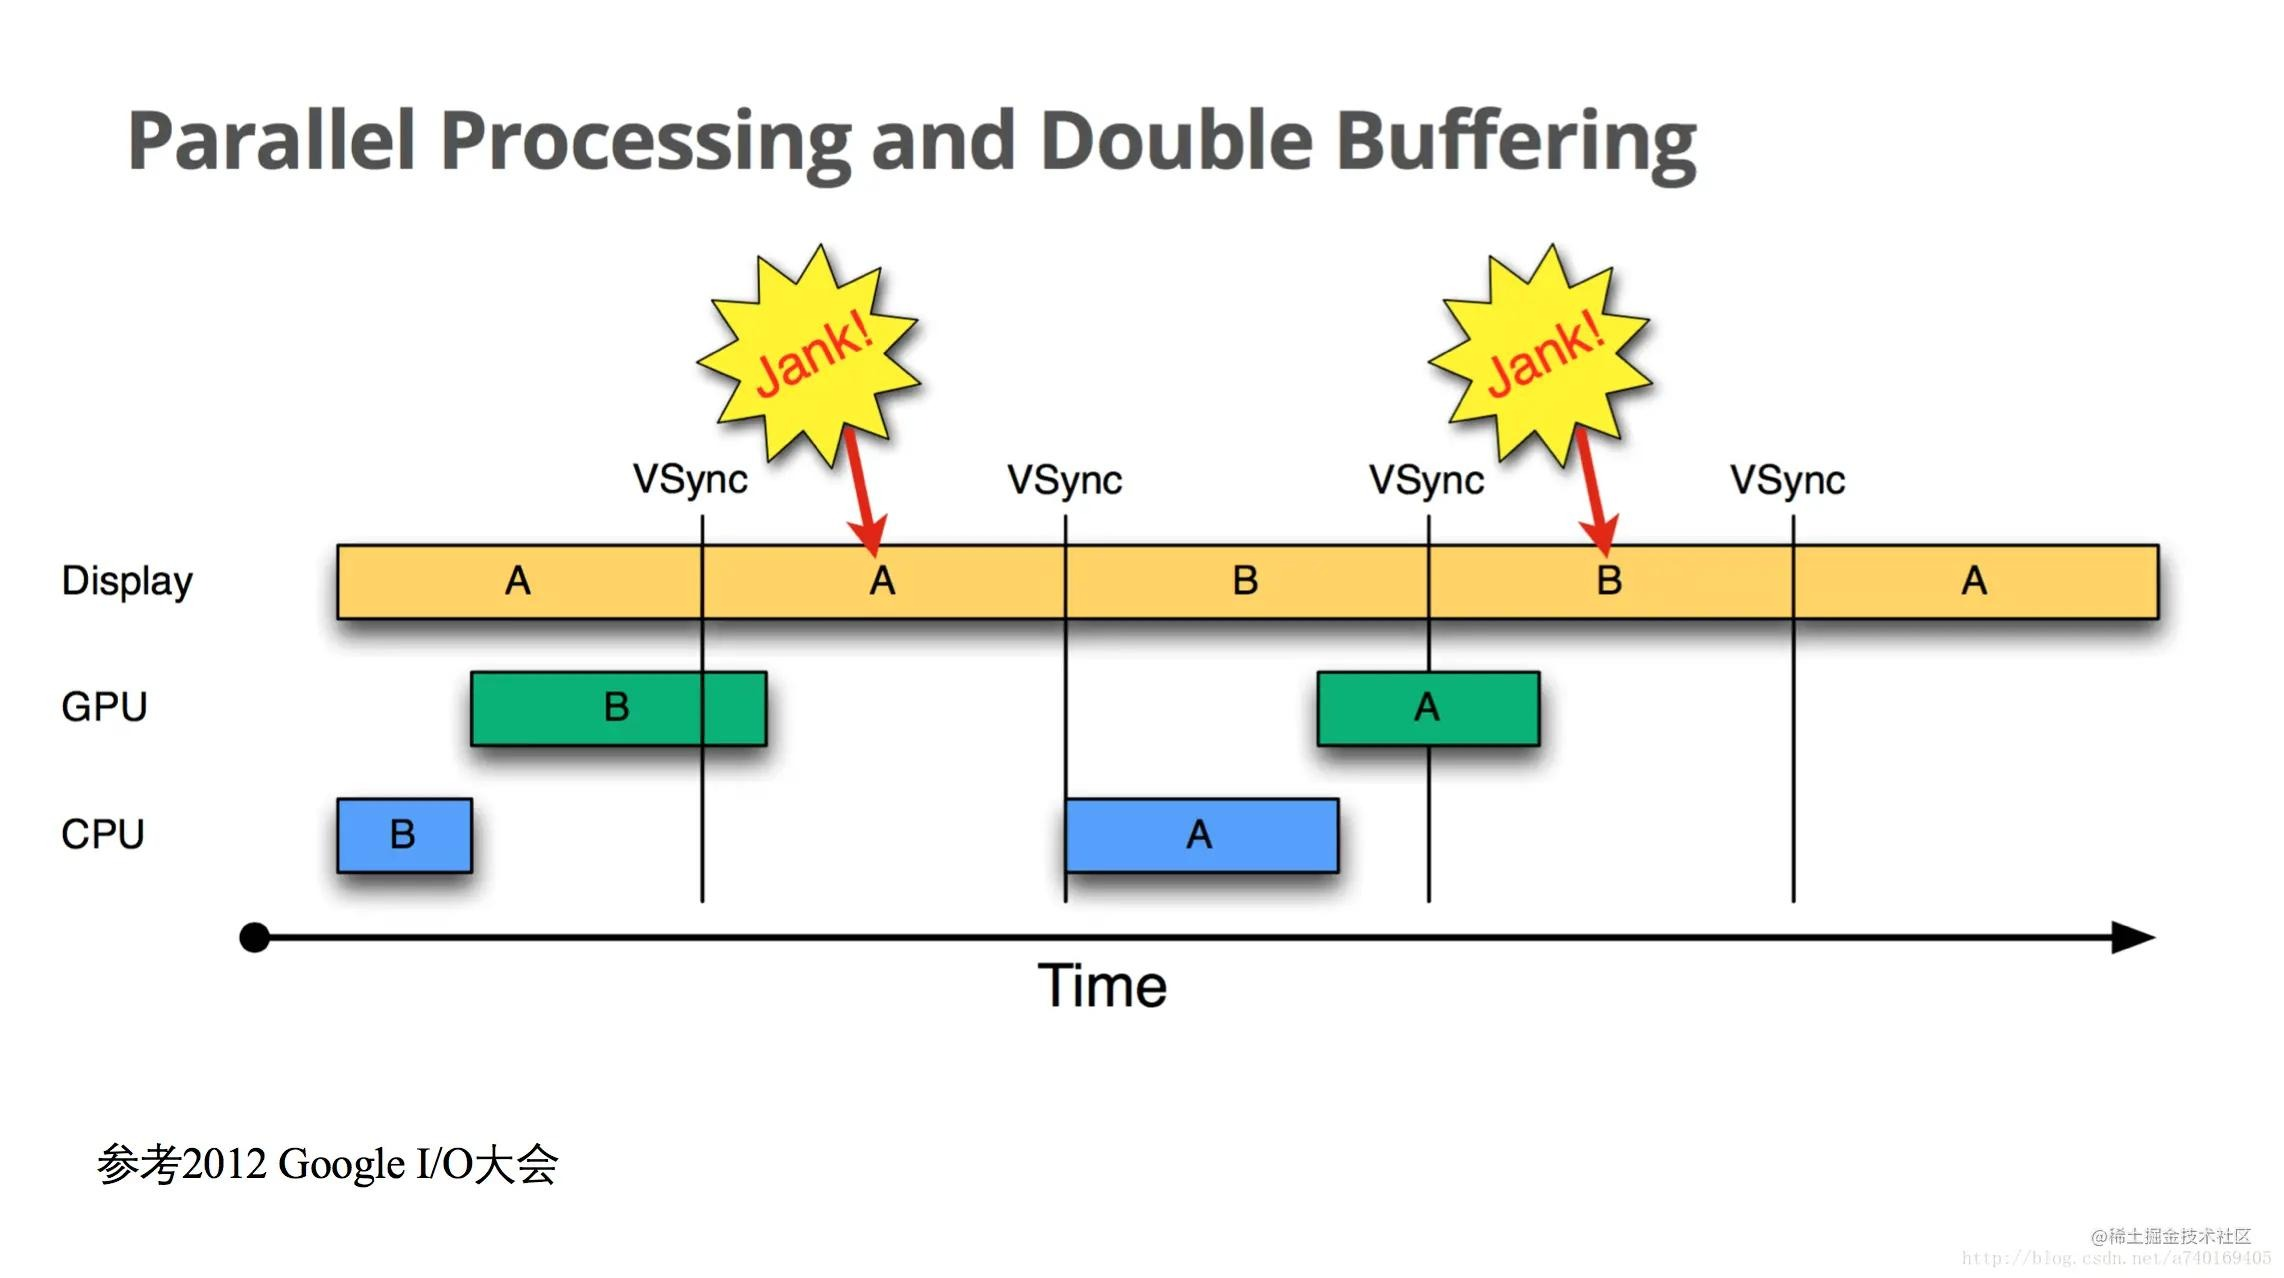 Parallel Processing and Double Buffering
Jank! Jank!
VSync VSync VSync VSync
Display A A B B A
GPU B A
CPU B A
Time
参考2012 Google I/O大会
@稀土掘金技术社区
http://blog.csdn.net/a740169405